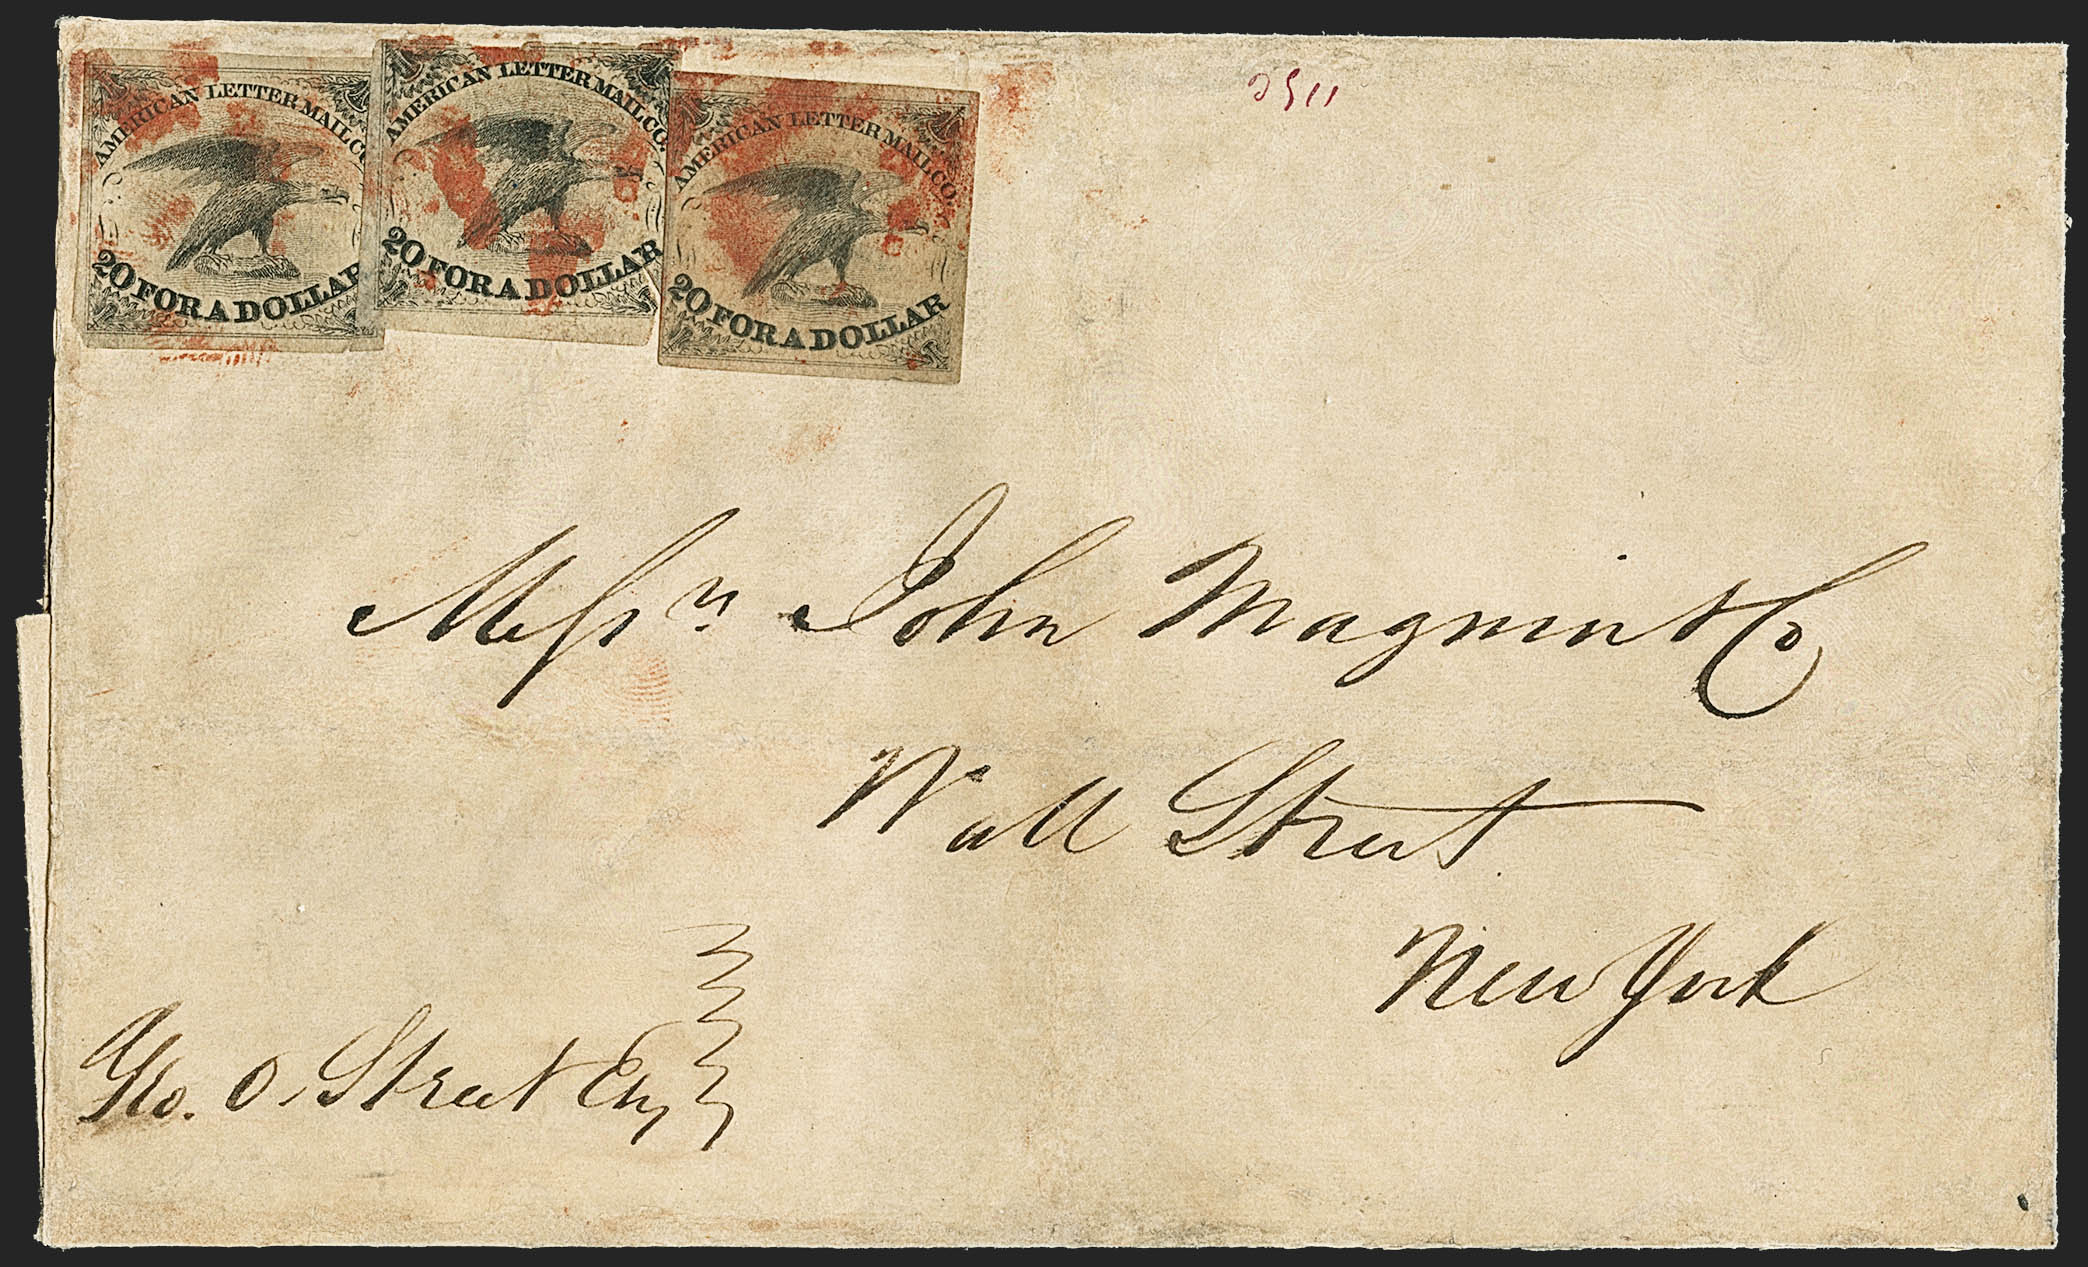 AMERICAN LETTER MAIL C
20 FOR A DOLLAR
AMERICAN LETTER MAIL CO.
20 FOR A DOLLAR
AMERICAN LETTER MAIL CO.
20 FOR A DOLLAR
Messrs John Magnin & Co
Wall Street
New York
Geo. O. Street Esq